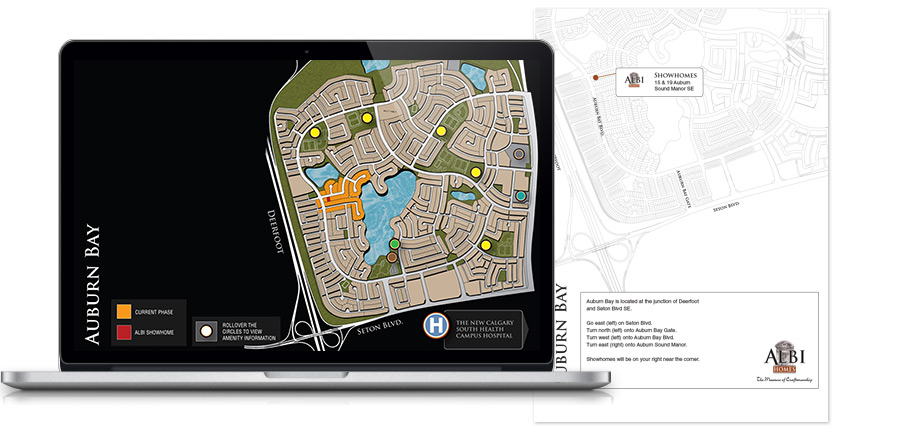 AUBURN BAY
DEERFOOT
SETON BLVD.
CURRENT PHASE
ALBI SHOWHOME
ROLLOVER THE
CIRCLES TO VIEW
AMENITY INFORMATION
H
THE NEW CALGARY
SOUTH HEALTH
CAMPUS HOSPITAL
ALBI
HOMES
SHOWHOMES
15 & 19 Auburn
Sound Manor SE
AUBURN BAY BLVD.
AUBURN BAY GATE
SETON BLVD.
UBURN BAY
Auburn Bay is located at the junction of Deerfoot
and Seton Blvd SE.
Go east (left) on Seton Blvd.
Turn north (left) onto Auburn Bay Gate.
Turn west (left) onto Auburn Bay Blvd.
Turn east (right) onto Auburn Sound Manor.
Showhomes will be on your right near the corner.
ALBI
HOMES
The Measure of Craftsmanship